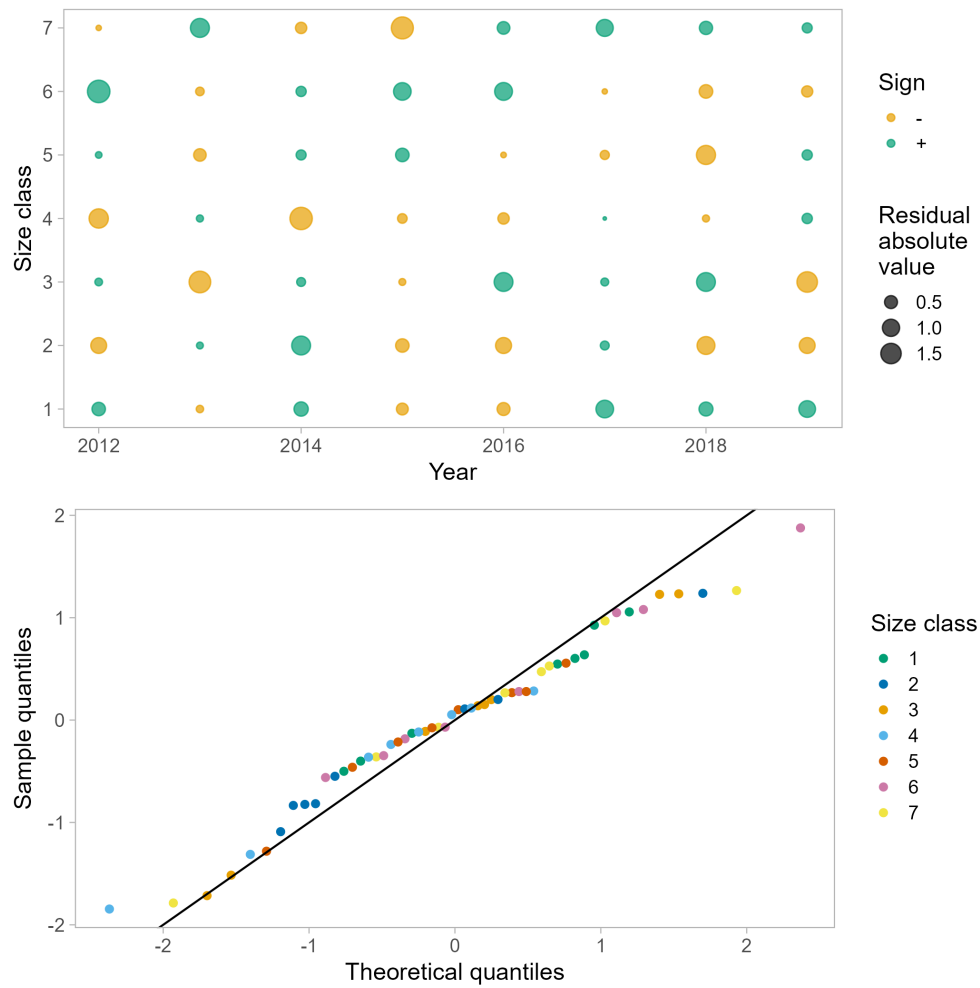 7
6
5
4
3
2
1
Size class
2012 2014 2016 2018
Year
Sign
-
+
Residual
absolute
value
0.5
1.0
1.5
2
1
0
-1
-2
Sample quantiles
-2 -1 0 1 2
Theoretical quantiles
Size class
1
2
3
4
5
6
7